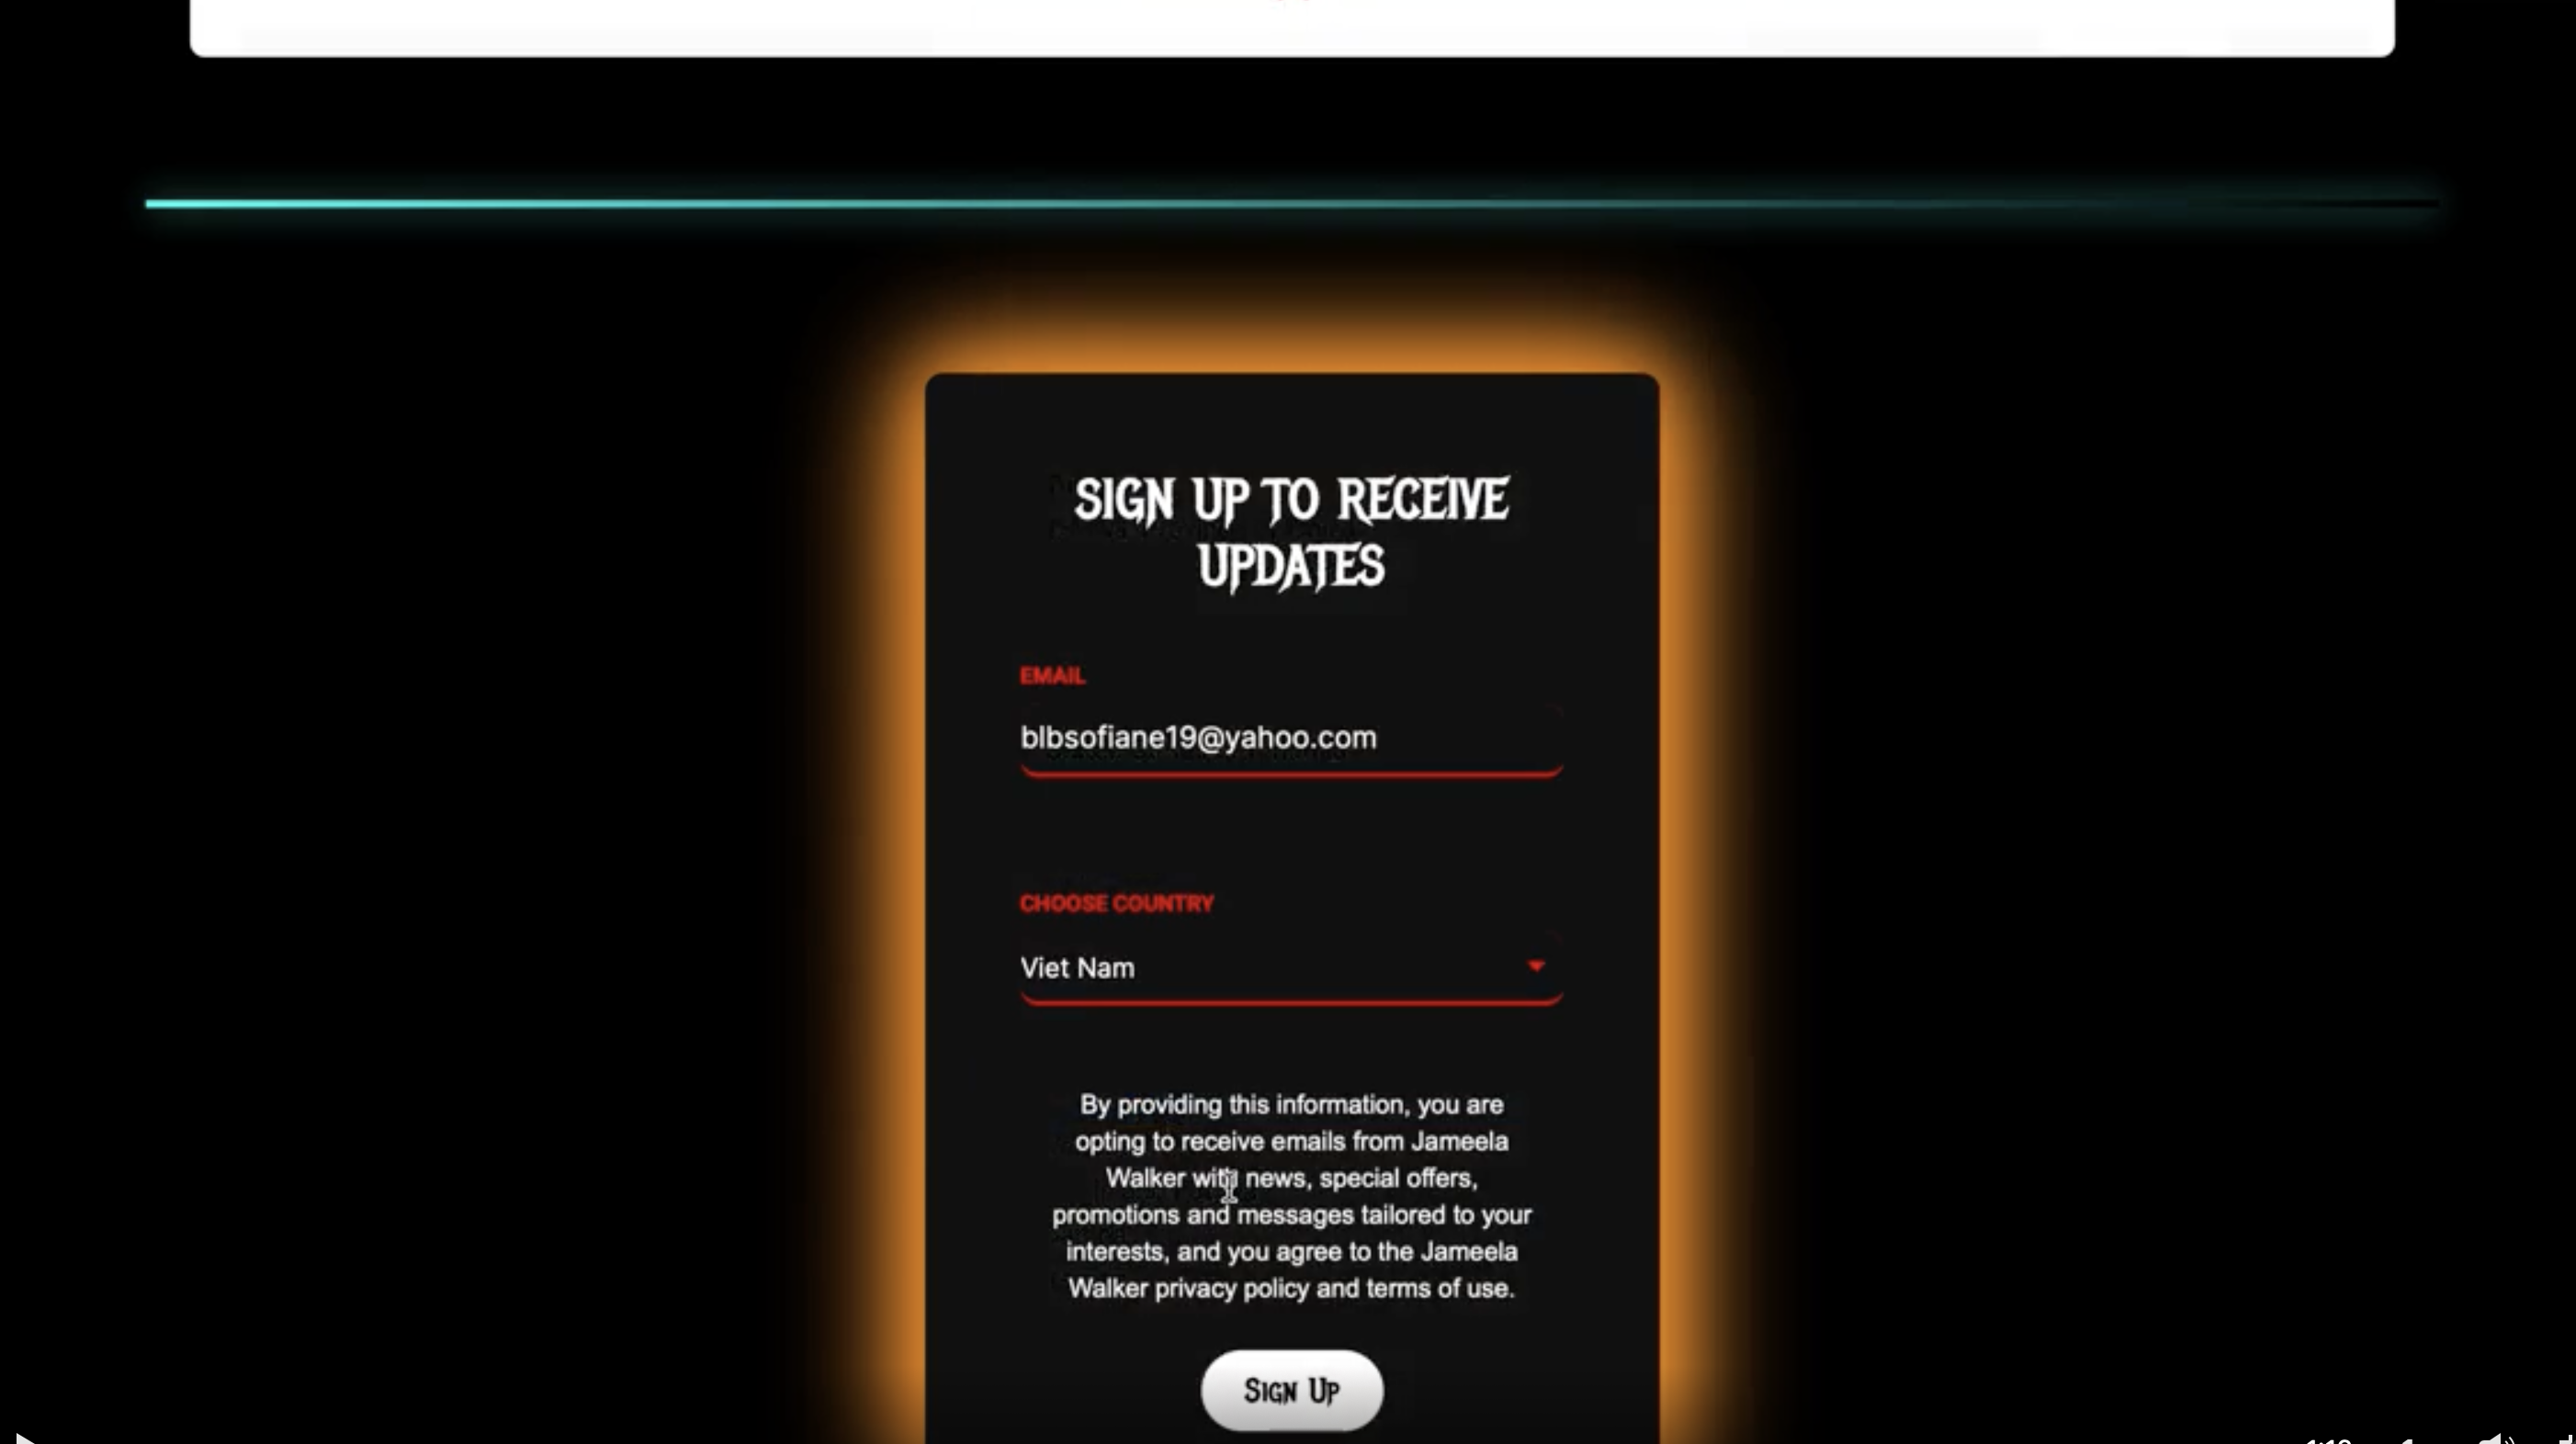 SIGN UP TO RECEIVE
UPDATES
EMAIL
blbsofiane19@yahoo.com
CHOOSE COUNTRY
Viet Nam
By providing this information, you are
opting to receive emails from Jameela
Walker with news, special offers,
promotions and messages tailored to your
interests, and you agree to the Jameela
Walker privacy policy and terms of use.
Sign Up